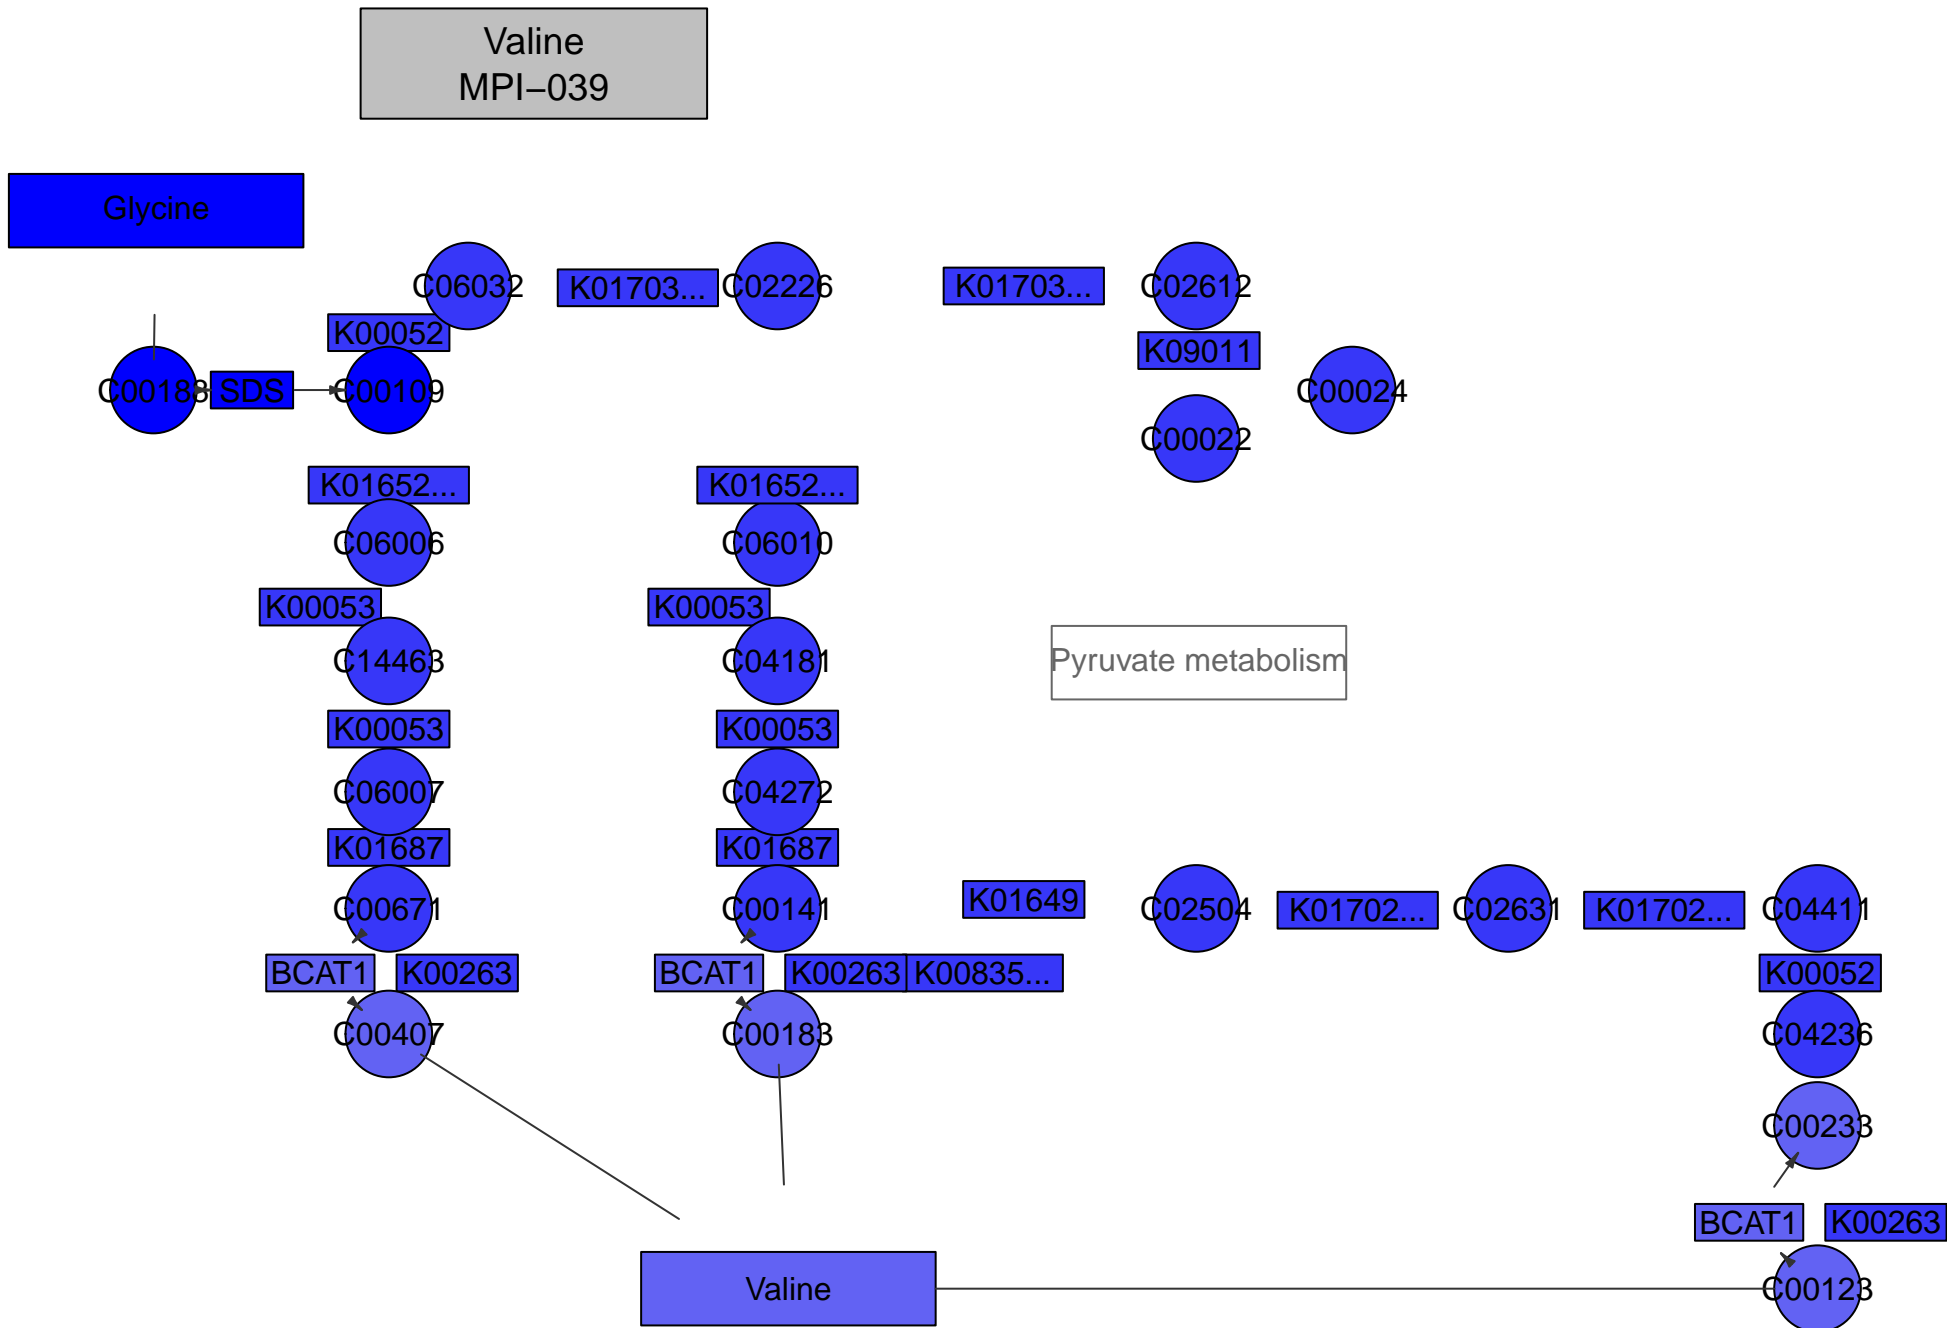 Valine
MPI−039
Glycine
C06032
K01703...
C02226
K01703...
C02612
K00052
K09011
C00188
SDS
C00109
C00024
C00022
K01652...
K01652...
C06006
C06010
K00053
K00053
C14463
C04181
Pyruvate metabolism
K00053
K00053
C06007
C04272
K01687
K01687
C00671
C00141
K01649
C02504
K01702...
C02631
K01702...
C04411
BCAT1
K00263
BCAT1
K00263
K00835...
K00052
C00407
C00183
C04236
C00233
BCAT1
K00263
Valine
C00123